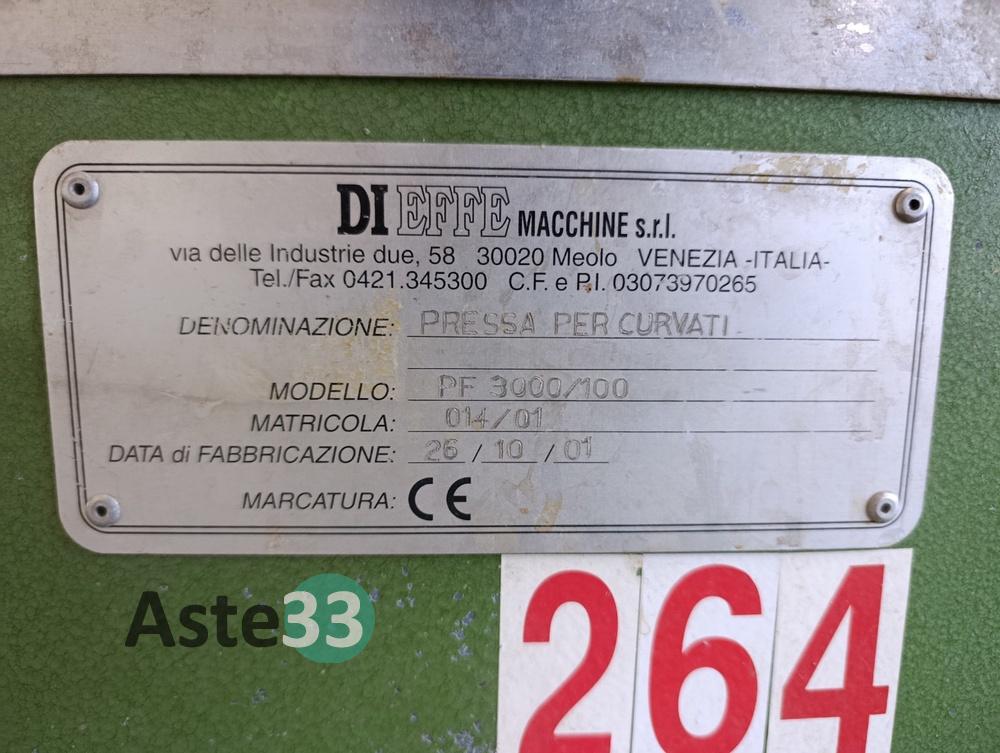 DI EFFE MACCHINE s.r.l.
via delle Industrie due, 58 30020 Meolo VENEZIA -ITALIA-
Tel./Fax 0421.345300 C.F. e P.I. 03073970265
DENOMINAZIONE: PRESSA PER CURVATI
MODELLO: PF 3000/100
MATRICOLA: 014/01
DATA di FABBRICAZIONE: 26 / 10 / 01
MARCATURA: CE
Aste33
264